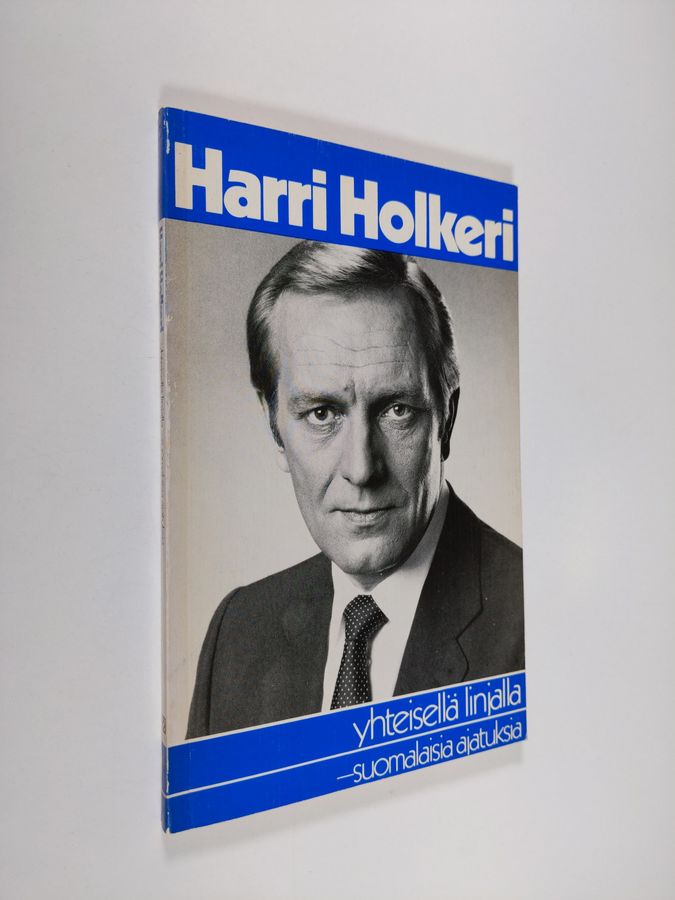 Harri Holkeri
yhteisellä linjalla
—suomalaisia ajatuksia